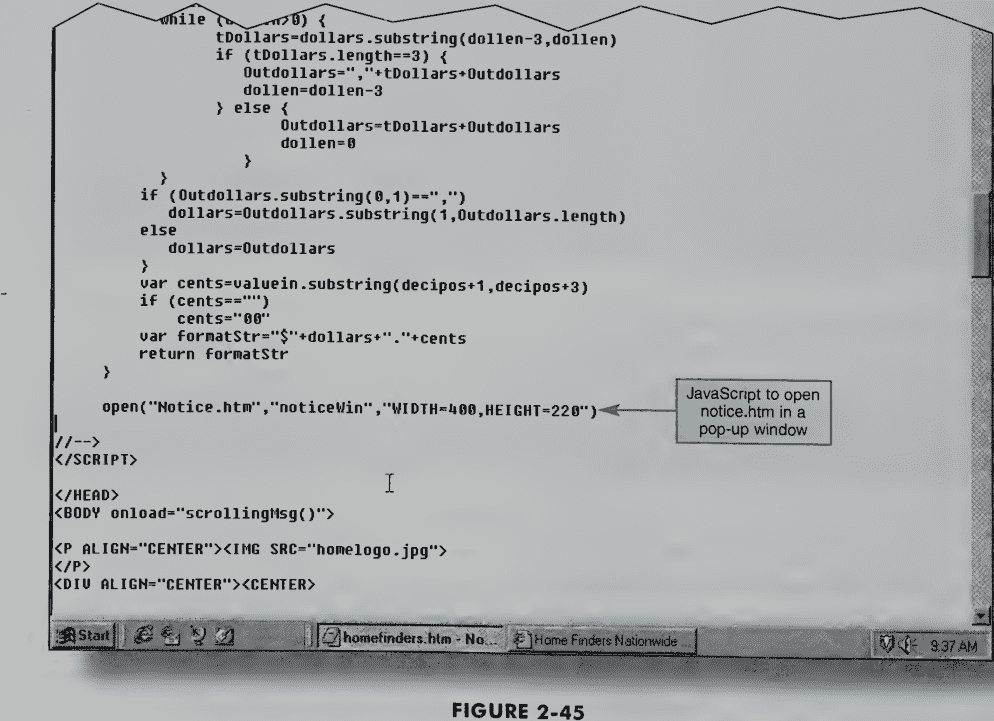 while (dollen>0) {
tDollars=dollars.substring(dollen-3,dollen)
if (tDollars.length==3) {
Outdollars=","+tDollars+Outdollars
dollen=dollen-3
} else {
Outdollars=tDollars+Outdollars
dollen=0
}
}
if (Outdollars.substring(0,1)==",")
dollars=Outdollars.substring(1,Outdollars.length)
else
dollars=Outdollars
}
var cents=valuein.substring(decipos+1,decipos+3)
if (cents=="")
cents="00"
var formatStr="$"+dollars+"."+cents
return formatStr
}
open("Notice.htm","noticeWin","WIDTH=400,HEIGHT=220")
JavaScript to open
notice.htm in a
pop-up window
//-->
</SCRIPT>
</HEAD>
<BODY onload="scrollingMsg()">
<P ALIGN="CENTER"><IMG SRC="homelogo.jpg">
</P>
<DIV ALIGN="CENTER"><CENTER>
Start
homefinders.htm - No...
Home Finders Nationwide ...
9:37 AM
FIGURE 2-45